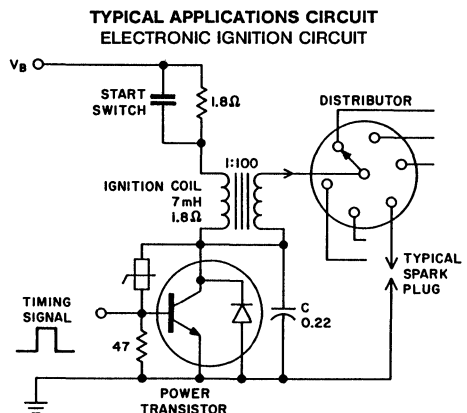 TYPICAL APPLICATIONS CIRCUIT
ELECTRONIC IGNITION CIRCUIT
VB
START
SWITCH
1.8Ω
DISTRIBUTOR
1:100
IGNITION COIL
7mH
1.8Ω
TYPICAL
SPARK
PLUG
TIMING
SIGNAL
C
0.22
47
POWER
TRANSISTOR